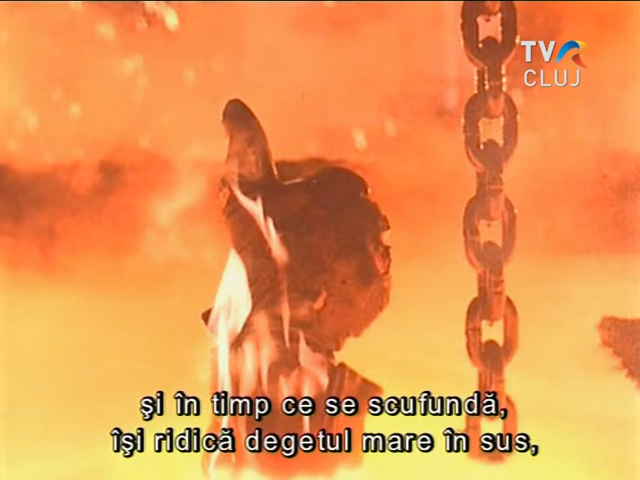 TVR
CLUJ
şi în timp ce se scufundă,
îşi ridică degetul mare în sus,